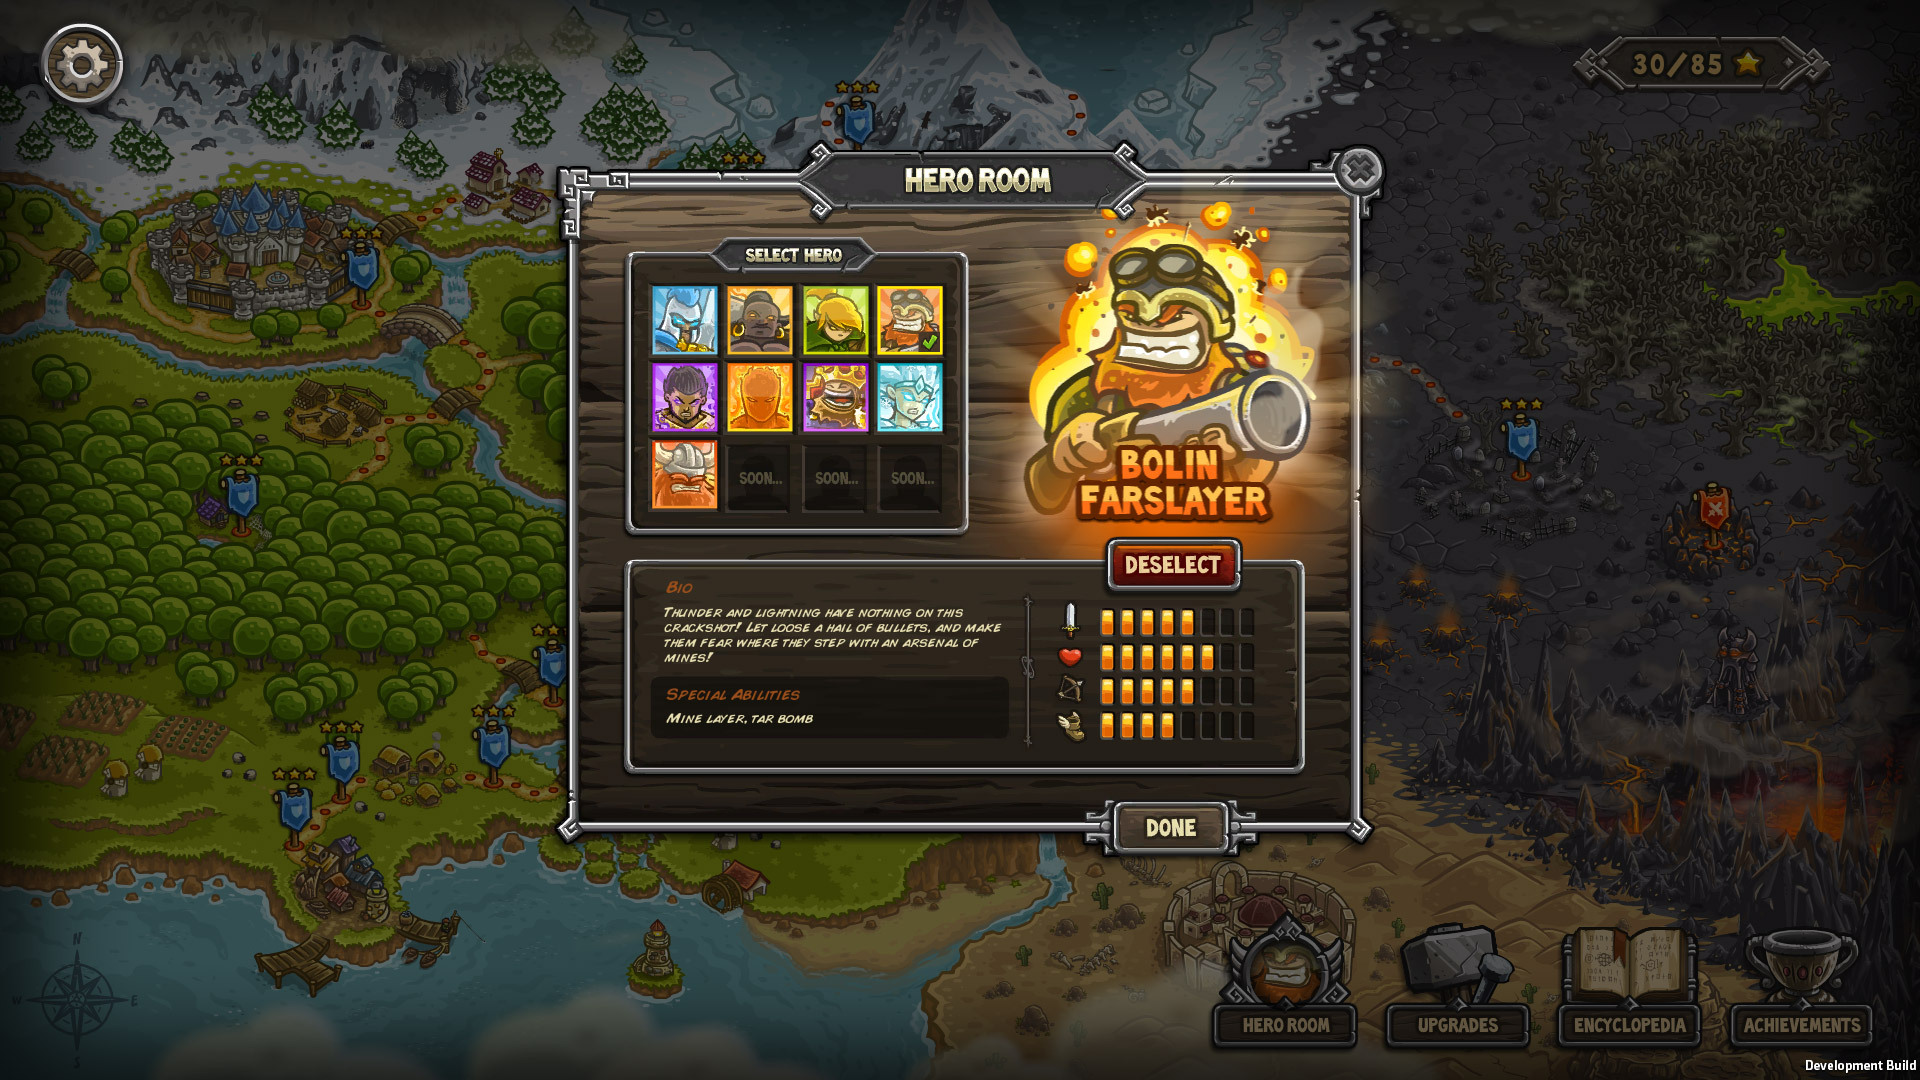 30/85
HERO ROOM
SELECT HERO
SOON...
SOON...
SOON...
BOLIN
FARSLAYER
DESELECT
BIO
THUNDER AND LIGHTNING HAVE NOTHING ON THIS
CRACKSHOT! LET LOOSE A HAIL OF BULLETS, AND MAKE
THEM FEAR WHERE THEY STEP WITH AN ARSENAL OF
MINES!
SPECIAL ABILITIES
MINE LAYER, TAR BOMB
DONE
N
W
E
S
HERO ROOM
UPGRADES
ENCYCLOPEDIA
ACHIEVEMENTS
Development Build